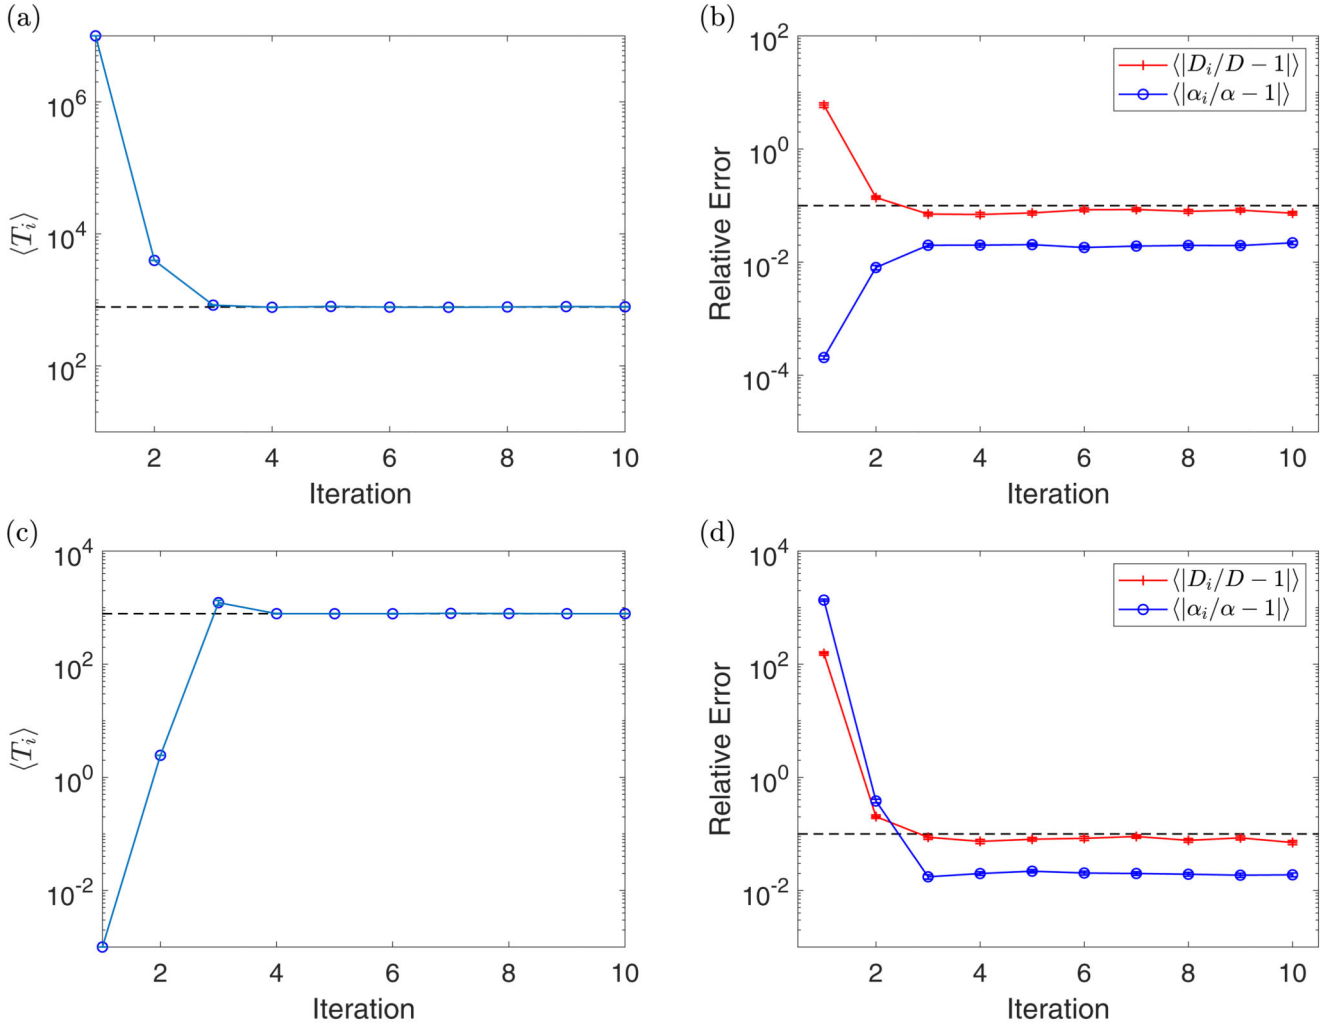 (a)
10^6
10^4
10^2
⟨T_i⟩
2 4 6 8 10
Iteration
(b)
10^2
10^0
10^-2
10^-4
Relative Error
⟨|D_i/D − 1|⟩
⟨|α_i/α − 1|⟩
2 4 6 8 10
Iteration
(c)
10^4
10^2
10^0
10^-2
⟨T_i⟩
2 4 6 8 10
Iteration
(d)
10^4
10^2
10^0
10^-2
Relative Error
⟨|D_i/D − 1|⟩
⟨|α_i/α − 1|⟩
2 4 6 8 10
Iteration